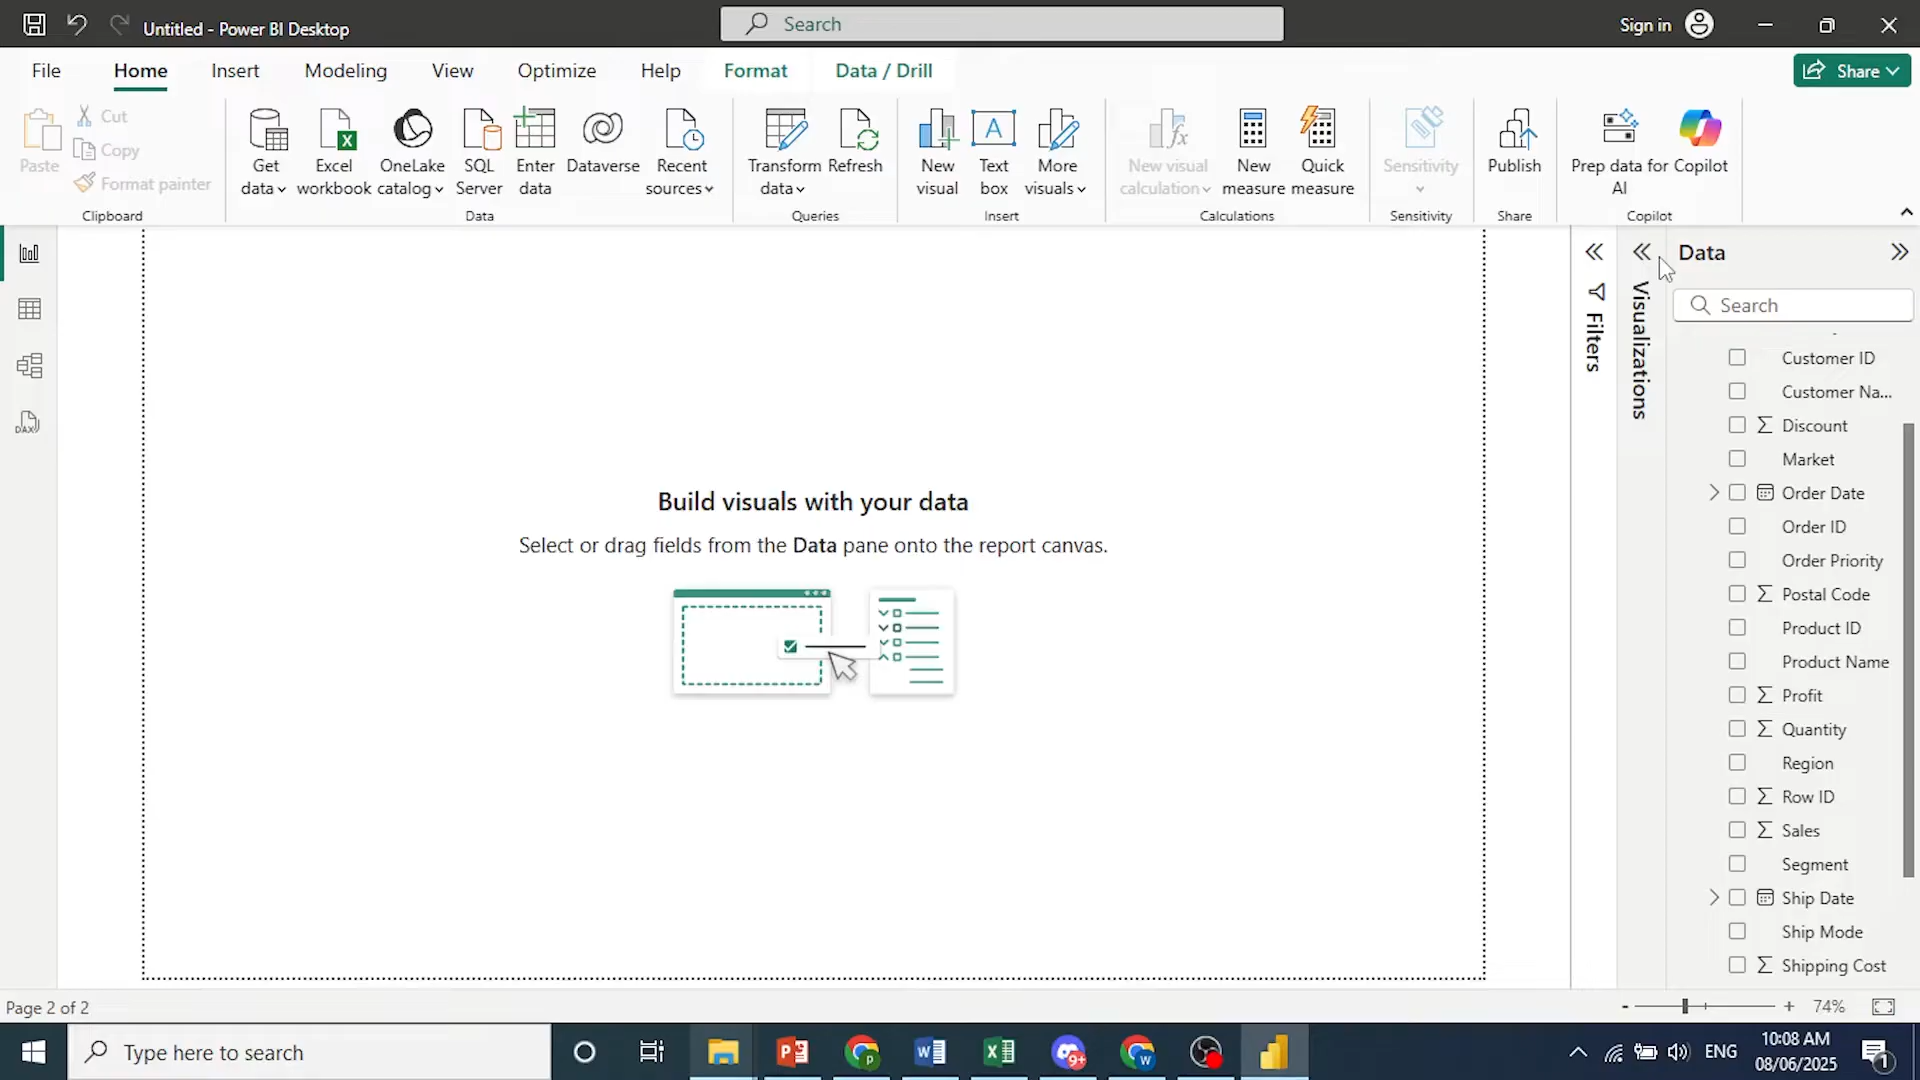 Untitled - Power BI Desktop
Search
Sign in
File
Home
Insert
Modeling
View
Optimize
Help
Format
Data / Drill
Share
Paste
Cut
Copy
Format painter
Clipboard
Get data
Excel workbook
OneLake catalog
SQL Server
Enter data
Dataverse
Recent sources
Data
Transform data
Refresh
Queries
New visual
Text box
More visuals
Insert
New visual calculation
New measure
Quick measure
Calculations
Sensitivity
Sensitivity
Publish
Share
Prep data for AI
Copilot
Copilot
DAX
Build visuals with your data
Select or drag fields from the Data pane onto the report canvas.
Filters
Visualizations
Data
Search
Customer ID
Customer Na...
Discount
Market
Order Date
Order ID
Order Priority
Postal Code
Product ID
Product Name
Profit
Quantity
Region
Row ID
Sales
Segment
Ship Date
Ship Mode
Shipping Cost
Page 2 of 2
- + 74%
Type here to search
9+
ENG
10:08 AM
08/06/2025
1